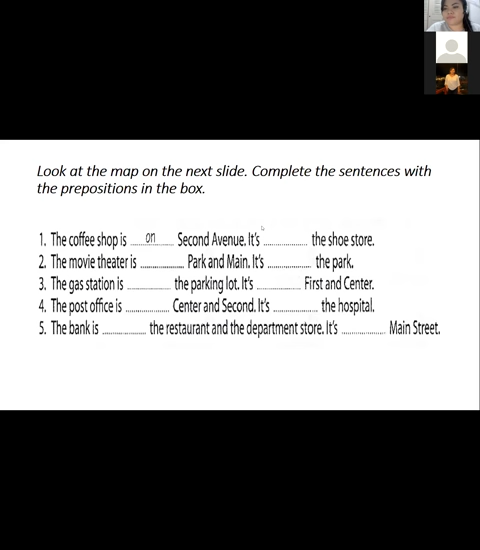 Look at the map on the next slide. Complete the sentences with
the prepositions in the box.
1. The coffee shop is ....on.... Second Avenue. It's .................... the shoe store.
2. The movie theater is .................... Park and Main. It's .................... the park.
3. The gas station is .................... the parking lot. It's .................... First and Center.
4. The post office is .................... Center and Second. It's .................... the hospital.
5. The bank is .................... the restaurant and the department store. It's .................... Main Street.